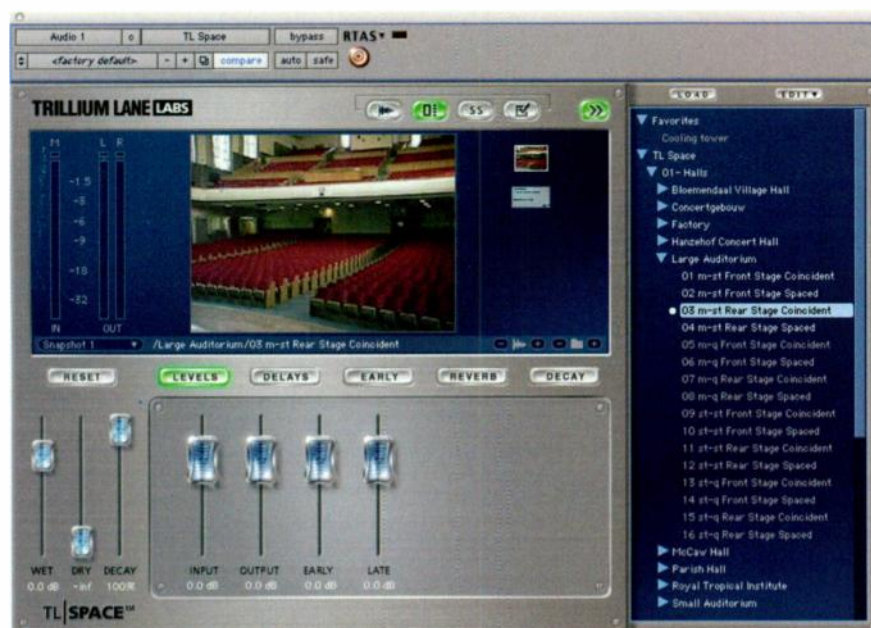 Audio 1 c TL Space bypass RTAS
<factory default> - + compare auto safe
TRILLIUM LANE LABS
SS
LOAD EDIT
M L R
-1.5
-3
-6
-9
-18
-32
IN OUT
Snapshot 1 /Large Auditorium/03 m-st Rear Stage Coincident
RESET LEVELS DELAYS EARLY REVERB DECAY
WET DRY DECAY INPUT OUTPUT EARLY LATE
0.0 dB -inf. 100% 0.0 dB 0.0 dB 0.0 dB 0.0 dB
TL|SPACE™
Favorites
Cooling tower
TL Space
01- Halls
Bloemendaal Village Hall
Concertgebouw
Factory
Hanzehof Concert Hall
Large Auditorium
01 m-st Front Stage Coincident
02 m-st Front Stage Spaced
03 m-st Rear Stage Coincident
04 m-st Rear Stage Spaced
05 m-q Front Stage Coincident
06 m-q Front Stage Spaced
07 m-q Rear Stage Coincident
08 m-q Rear Stage Spaced
09 st-st Front Stage Coincident
10 st-st Front Stage Spaced
11 st-st Rear Stage Coincident
12 st-st Rear Stage Spaced
13 st-q Front Stage Coincident
14 st-q Front Stage Spaced
15 st-q Rear Stage Coincident
16 st-q Rear Stage Spaced
McCaw Hall
Parish Hall
Royal Tropical Institute
Small Auditorium